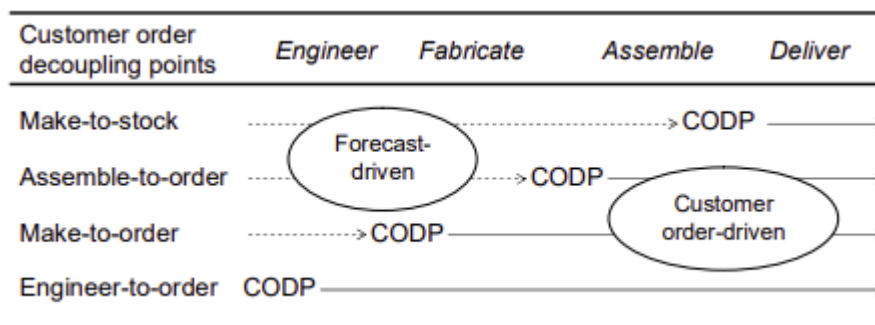 Customer order
decoupling points Engineer Fabricate Assemble Deliver
Make-to-stock CODP
Forecast-
driven
Assemble-to-order CODP
Customer
order-driven
Make-to-order CODP
Engineer-to-order CODP